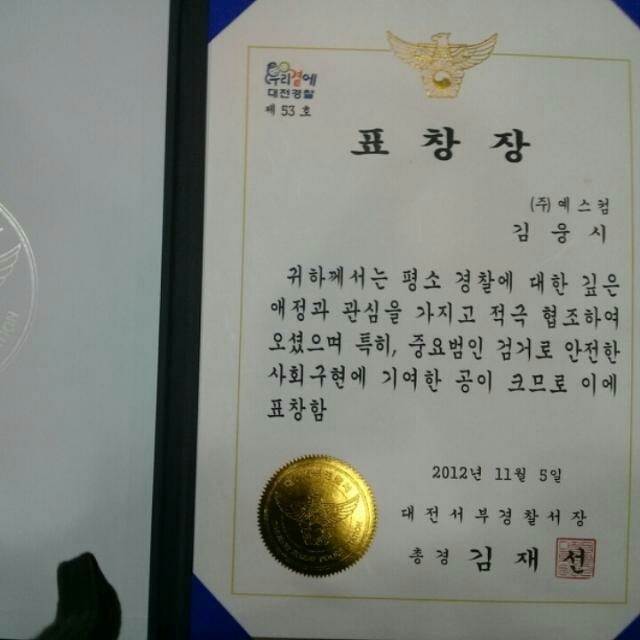 우리곁에
대전경찰
제 53 호
표 창 장
(주)예스컴
김 웅 시
귀하께서는 평소 경찰에 대한 깊은
애정과 관심을 가지고 적극 협조하여
오셨으며 특히, 중요범인 검거로 안전한
사회구현에 기여한 공이 크므로 이에
표창함
2012년 11월 5일
대전서부경찰서장
총경 김 재 선